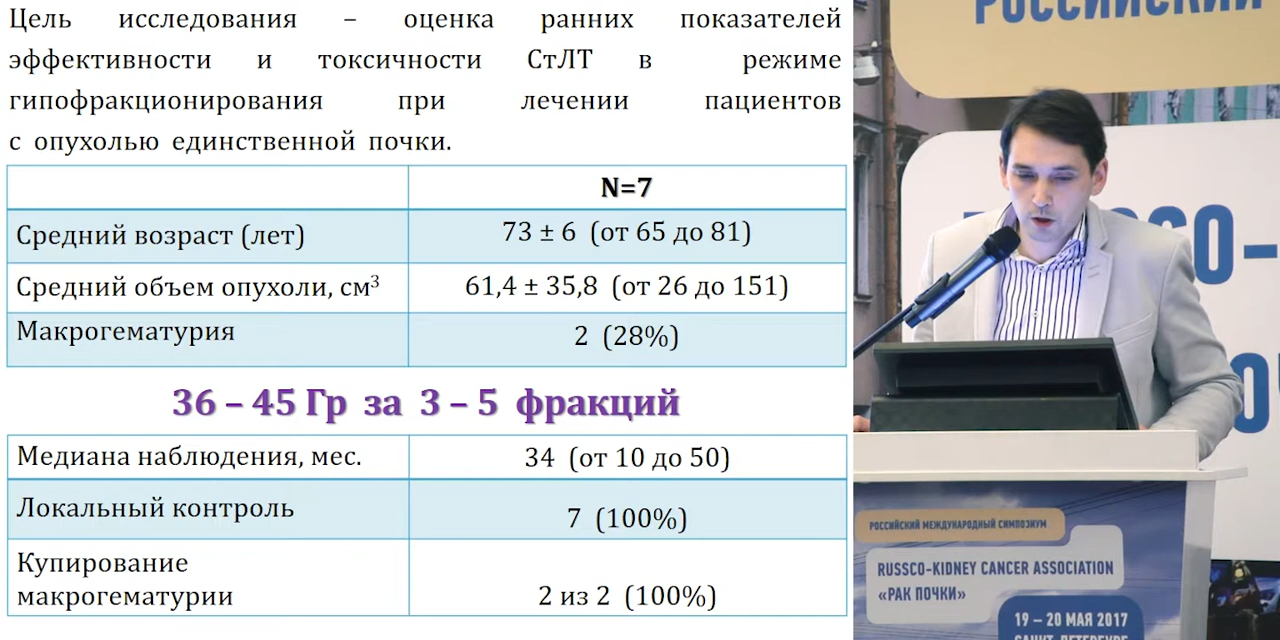 Цель исследования – оценка ранних показателей
эффективности и токсичности СтЛТ в режиме
гипофракционирования при лечении пациентов
с опухолью единственной почки.
N=7
Средний возраст (лет) 73 ± 6 (от 65 до 81)
Средний объем опухоли, см³ 61,4 ± 35,8 (от 26 до 151)
Макрогематурия 2 (28%)
36 – 45 Гр за 3 – 5 фракций
Медиана наблюдения, мес. 34 (от 10 до 50)
Локальный контроль 7 (100%)
Купирование
макрогематурии 2 из 2 (100%)
РОССИЙСКИЙ
РОССИЙСКИЙ МЕЖДУНАРОДНЫЙ СИМПОЗИУМ
RUSSCO-KIDNEY CANCER ASSOCIATION
«РАК ПОЧКИ»
19 – 20 МАЯ 2017
САНКТ-ПЕТЕРБУРГ